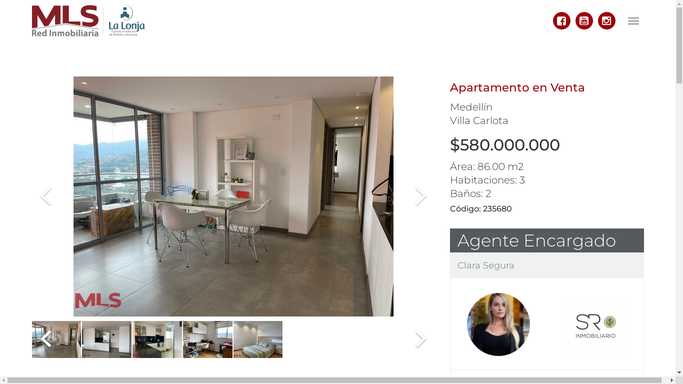 MLS
Red Inmobiliaria
La Lonja
Apartamento en Venta
Medellín
Villa Carlota
$580.000.000
Área: 86.00 m2
Habitaciones: 3
Baños: 2
Código: 235680
Agente Encargado
Clara Segura
MLS
SR
INMOBILIARIO